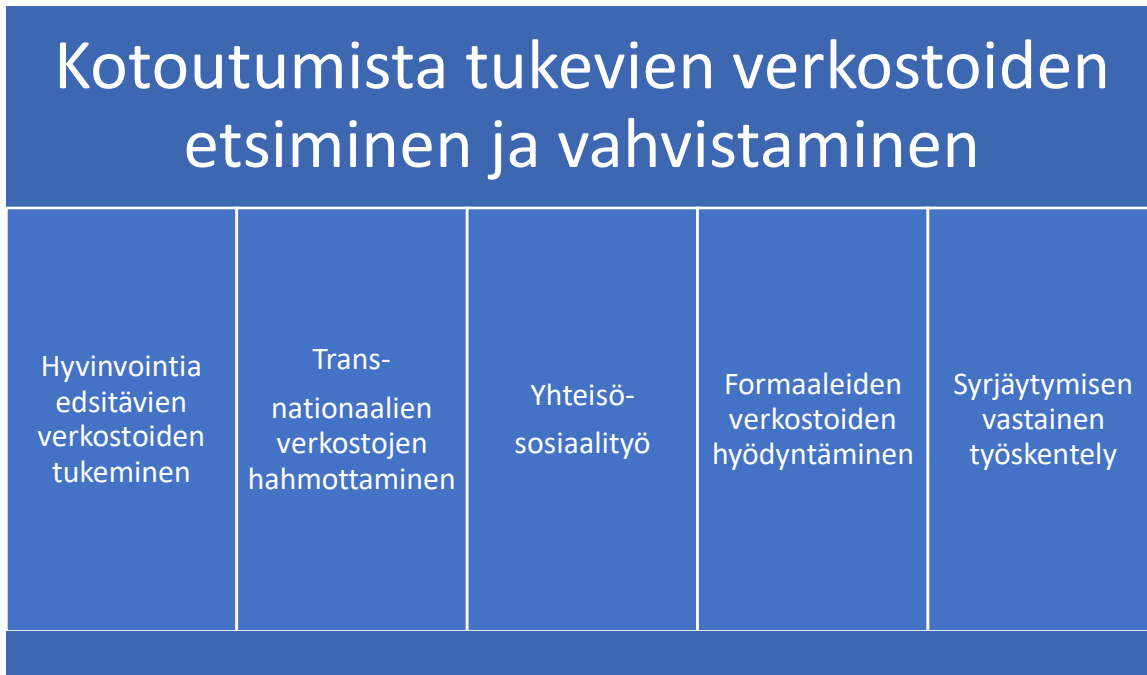 Kotoutumista tukevien verkostoiden
etsiminen ja vahvistaminen
Hyvinvointia
edsitävien
verkostoiden
tukeminen
Trans-
nationaalien
verkostojen
hahmottaminen
Yhteisö-
sosiaalityö
Formaaleiden
verkostoiden
hyödyntäminen
Syrjäytymisen
vastainen
työskentely